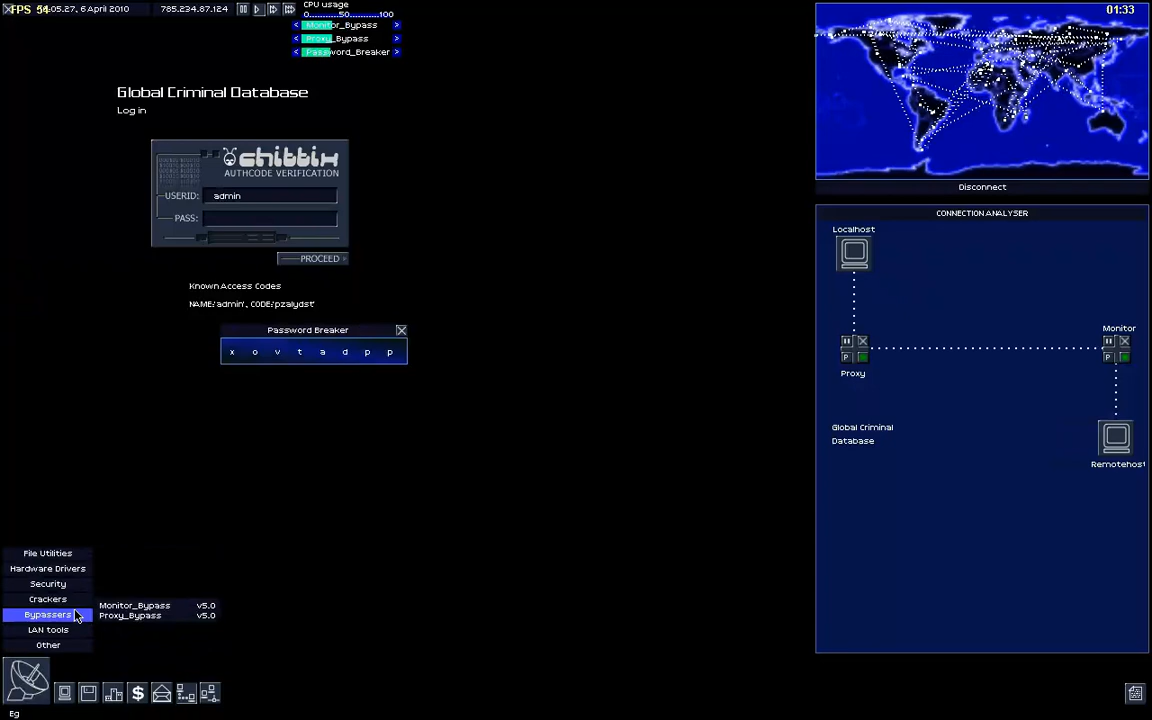 FPS 54 05.27, 6 April 2010 785.234.87.124
CPU usage
0 50 100
< Monitor_Bypass >
< Proxy_Bypass >
< Password_Breaker >
01:33
Disconnect
Global Criminal Database
Log in
chittix
AUTHCODE VERIFICATION
USERID: admin
PASS:
PROCEED >
Known Access Codes
NAME:'admin', CODE:'pzalydst'
Password Breaker
x o v t a d p p
CONNECTION ANALYSER
Localhost
Monitor
P
P
Proxy
Global Criminal
Database
Remotehost
File Utilities
Hardware Drivers
Security
Crackers
Bypassers
Monitor_Bypass v5.0
Proxy_Bypass v5.0
LAN tools
Other
$
Eg